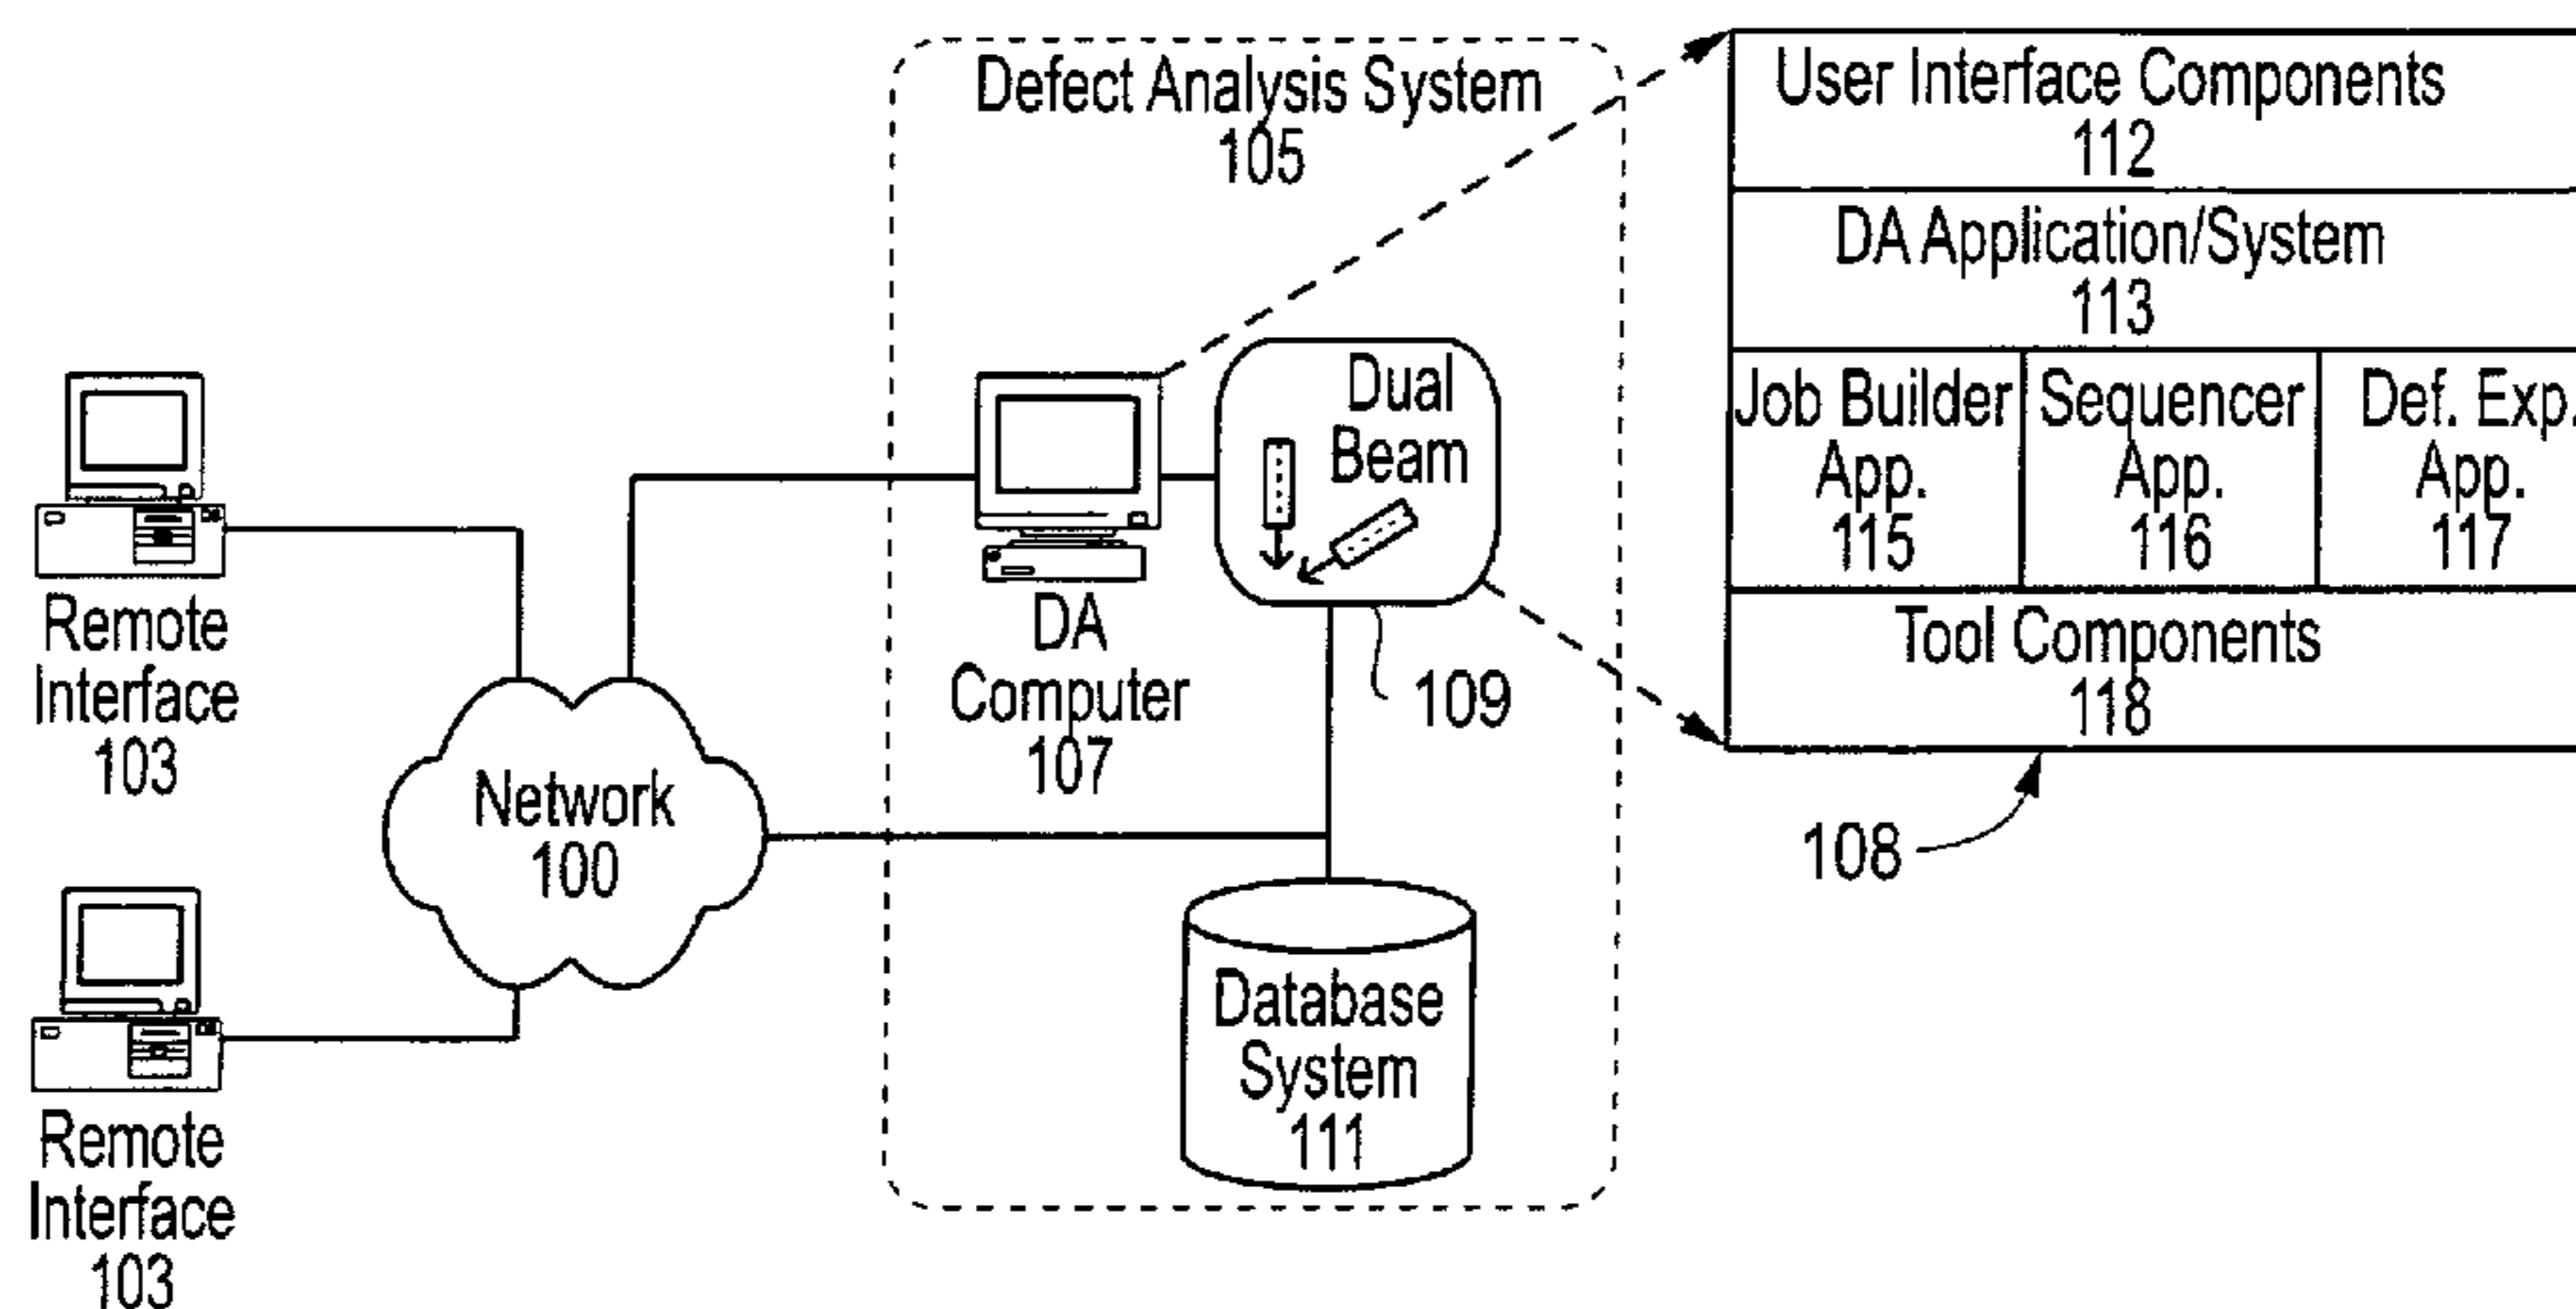 Defect Analysis System
105
User Interface Components
112
DA Application/System
113
Job Builder
App.
115
Sequencer
App.
116
Def. Exp.
App.
117
Tool Components
118
108
Dual
Beam
109
DA
Computer
107
Remote
Interface
103
Network
100
Database
System
111
Remote
Interface
103